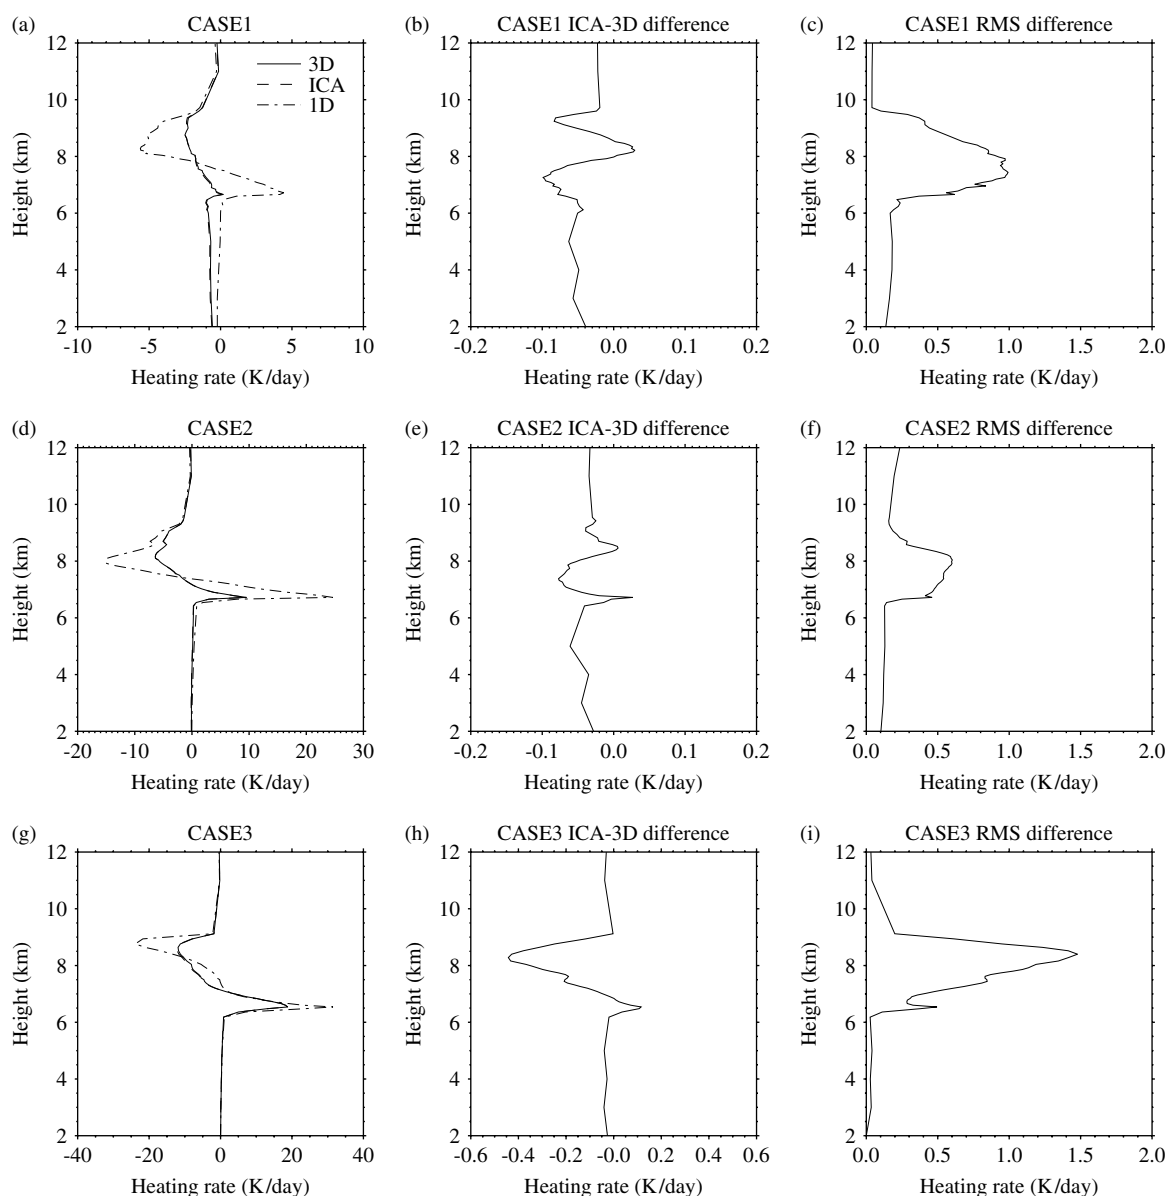 (a) CASE1
(b) CASE1 ICA-3D difference
(c) CASE1 RMS difference
3D
ICA
1D
Height (km)
12
10
8
6
4
2
-10 -5 0 5 10
Heating rate (K/day)
Height (km)
12
10
8
6
4
2
-0.2 -0.1 0.0 0.1 0.2
Heating rate (K/day)
Height (km)
12
10
8
6
4
2
0.0 0.5 1.0 1.5 2.0
Heating rate (K/day)
(d) CASE2
(e) CASE2 ICA-3D difference
(f) CASE2 RMS difference
Height (km)
12
10
8
6
4
2
-20 -10 0 10 20 30
Heating rate (K/day)
Height (km)
12
10
8
6
4
2
-0.2 -0.1 0.0 0.1 0.2
Heating rate (K/day)
Height (km)
12
10
8
6
4
2
0.0 0.5 1.0 1.5 2.0
Heating rate (K/day)
(g) CASE3
(h) CASE3 ICA-3D difference
(i) CASE3 RMS difference
Height (km)
12
10
8
6
4
2
-40 -20 0 20 40
Heating rate (K/day)
Height (km)
12
10
8
6
4
2
-0.6 -0.4 -0.2 -0.0 0.2 0.4 0.6
Heating rate (K/day)
Height (km)
12
10
8
6
4
2
0.0 0.5 1.0 1.5 2.0
Heating rate (K/day)